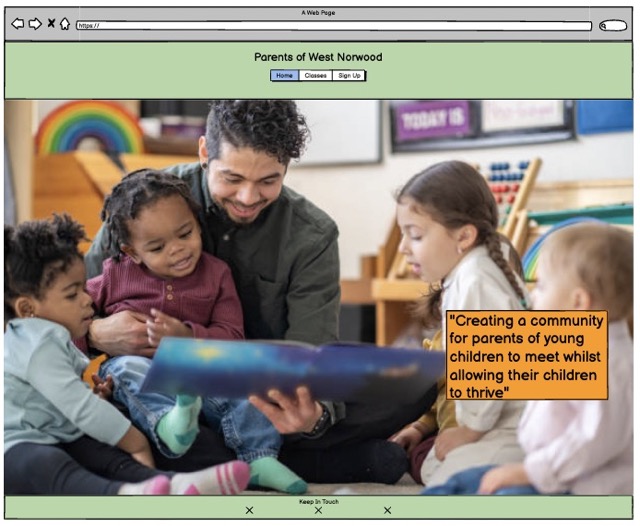 A Web Page
https://
Parents of West Norwood
Home Classes Sign Up
TODAY IS
"Creating a community
for parents of young
children to meet whilst
allowing their children
to thrive"
Keep In Touch